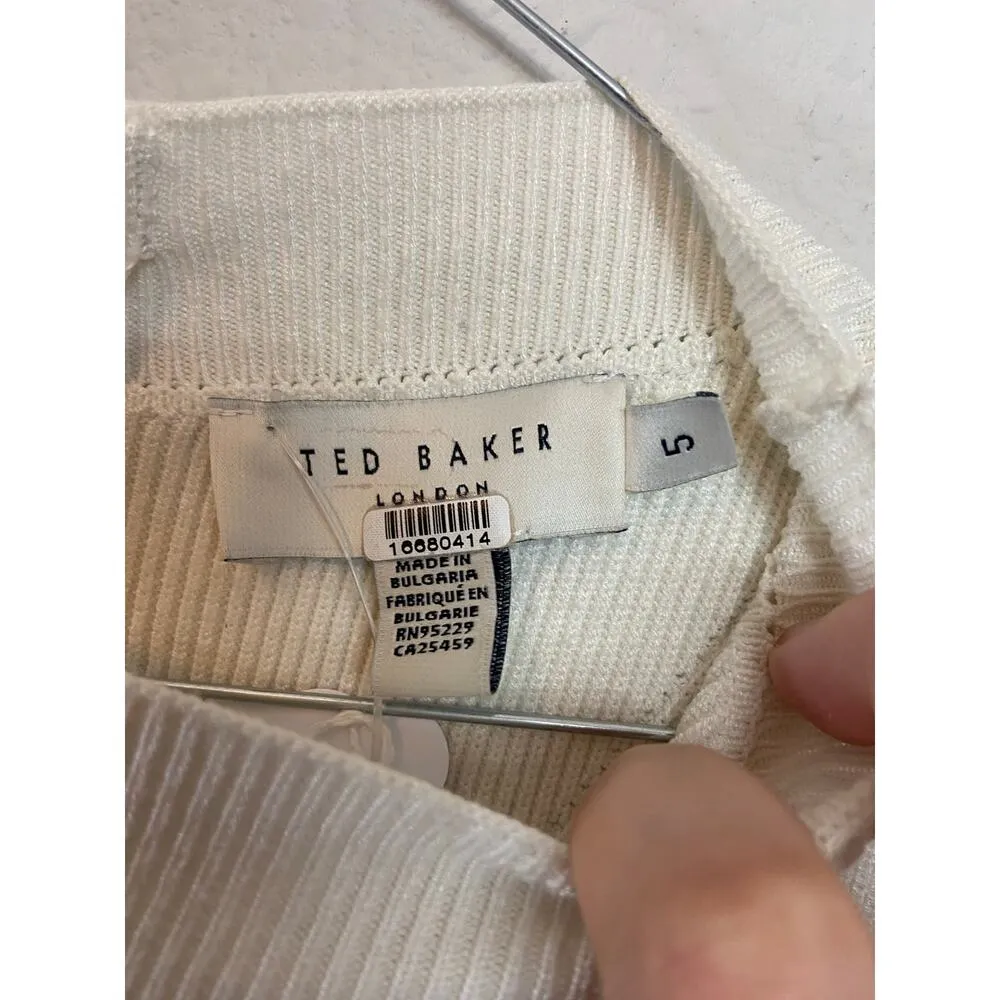 TED BAKER
LONDON
5
16680414
MADE IN
BULGARIA
FABRIQUÉ EN
BULGARIE
RN95229
CA25459